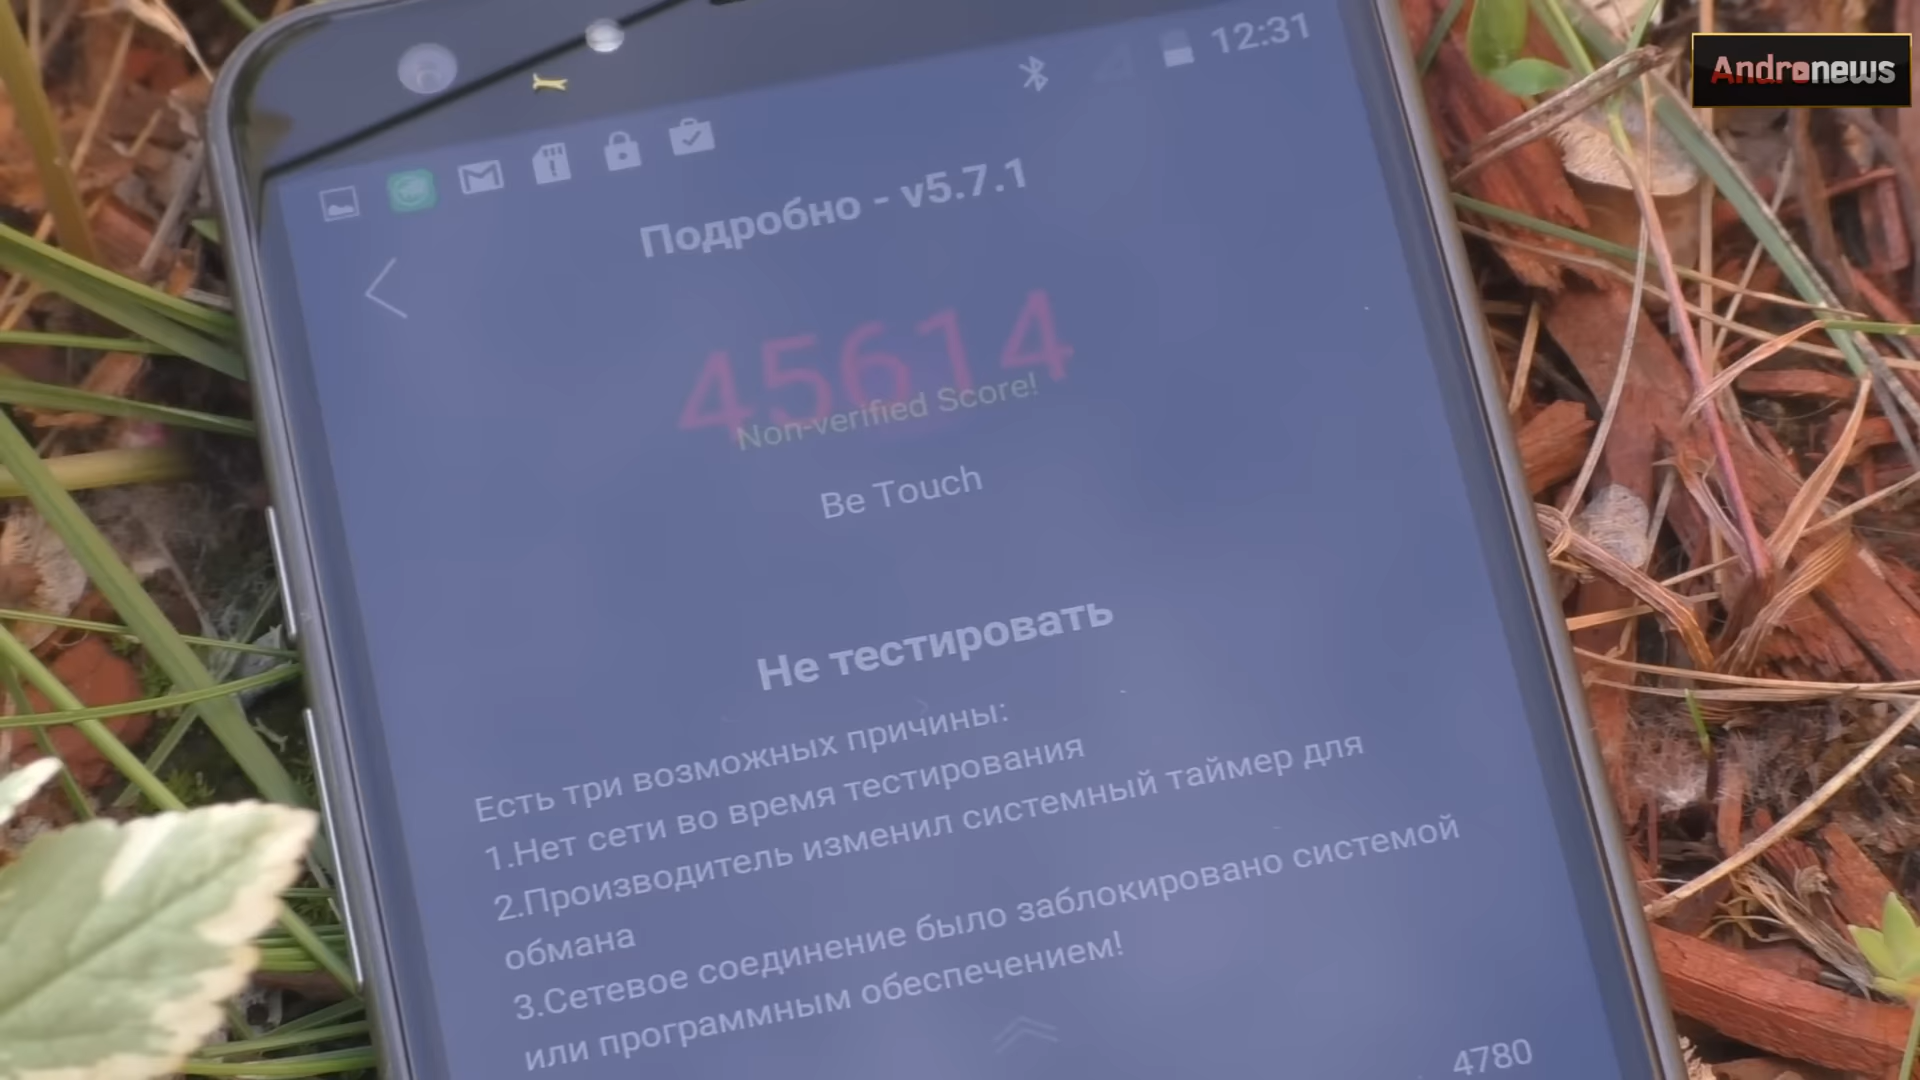 Andronews
12:31
Подробно - v5.7.1
45614
Non-verified Score!
Be Touch
Не тестировать
Есть три возможных причины:
1.Нет сети во время тестирования
2.Производитель изменил системный таймер для
обмана
3.Сетевое соединение было заблокировано системой
или программным обеспечением!
4780